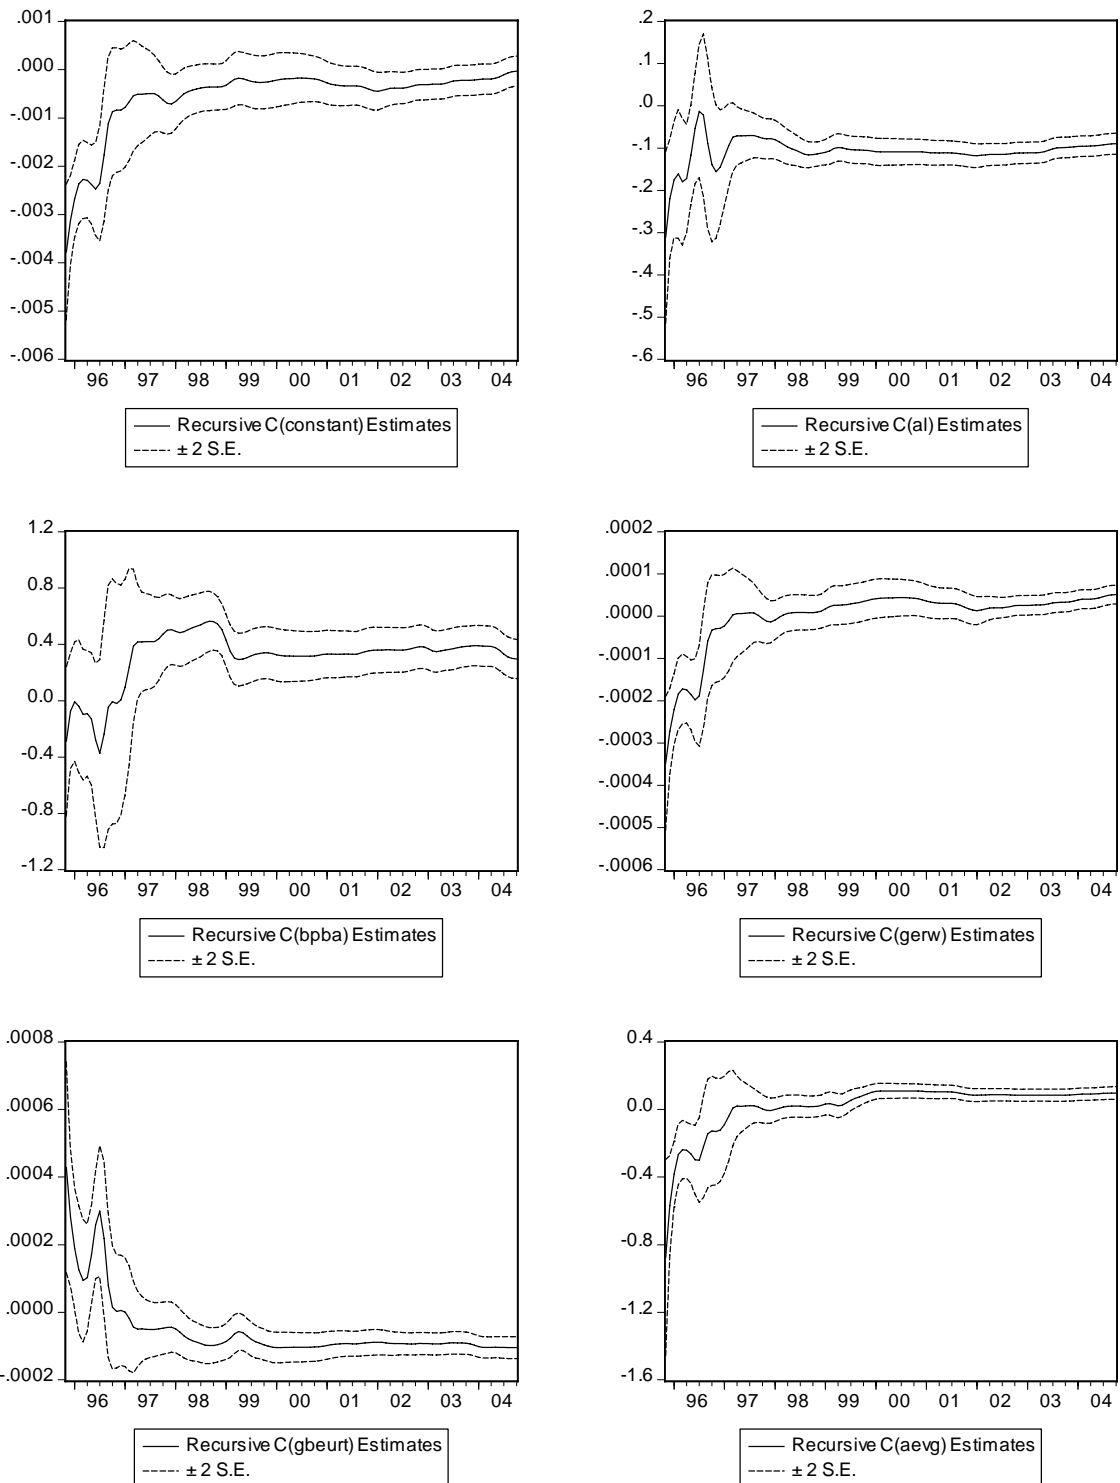 .001
.000
-.001
-.002
-.003
-.004
-.005
-.006
96 97 98 99 00 01 02 03 04
Recursive C(constant) Estimates
± 2 S.E.
.2
.1
.0
-.1
-.2
-.3
-.4
-.5
-.6
96 97 98 99 00 01 02 03 04
Recursive C(al) Estimates
± 2 S.E.
1.2
0.8
0.4
0.0
-0.4
-0.8
-1.2
96 97 98 99 00 01 02 03 04
Recursive C(bpba) Estimates
± 2 S.E.
.0002
.0001
.0000
-.0001
-.0002
-.0003
-.0004
-.0005
-.0006
96 97 98 99 00 01 02 03 04
Recursive C(gerw) Estimates
± 2 S.E.
.0008
.0006
.0004
.0002
.0000
-.0002
96 97 98 99 00 01 02 03 04
Recursive C(gbeurt) Estimates
± 2 S.E.
0.4
0.0
-0.4
-0.8
-1.2
-1.6
96 97 98 99 00 01 02 03 04
Recursive C(aevg) Estimates
± 2 S.E.